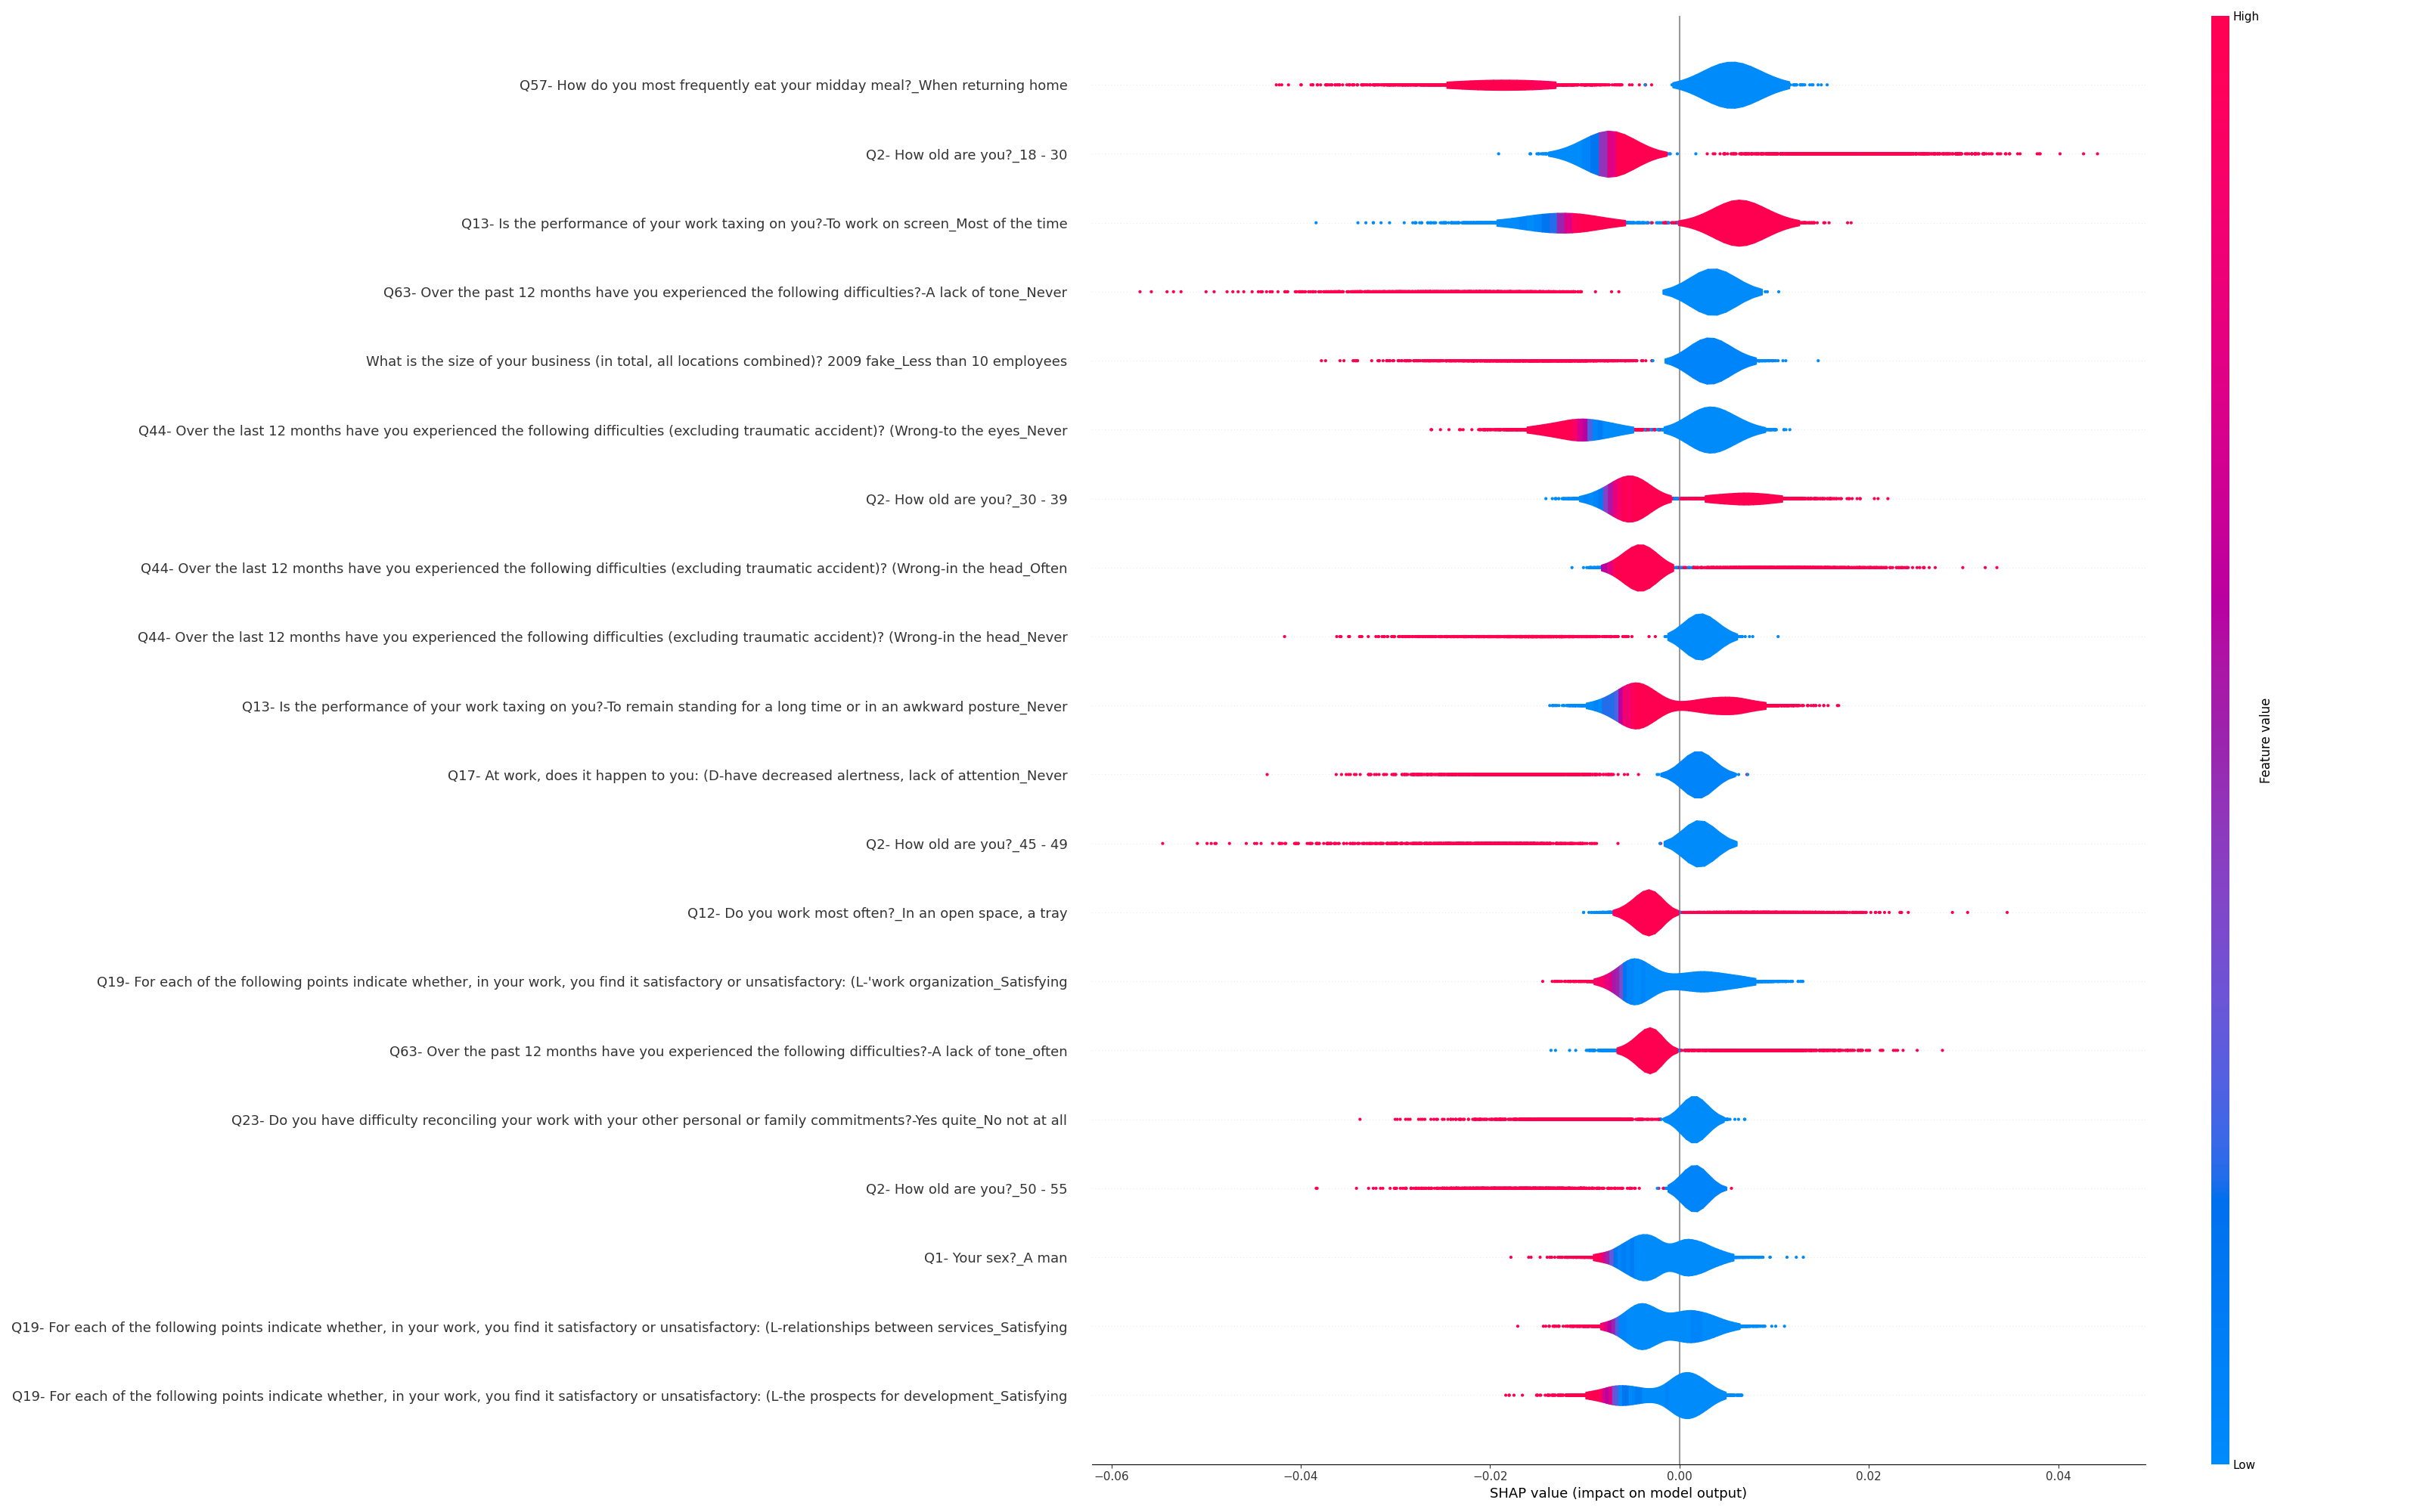 High
Q57- How do you most frequently eat your midday meal?_When returning home
Q2- How old are you?_18 - 30
Q13- Is the performance of your work taxing on you?-To work on screen_Most of the time
Q63- Over the past 12 months have you experienced the following difficulties?-A lack of tone_Never
What is the size of your business (in total, all locations combined)? 2009 fake_Less than 10 employees
Q44- Over the last 12 months have you experienced the following difficulties (excluding traumatic accident)? (Wrong-to the eyes_Never
Q2- How old are you?_30 - 39
Q44- Over the last 12 months have you experienced the following difficulties (excluding traumatic accident)? (Wrong-in the head_Often
Q44- Over the last 12 months have you experienced the following difficulties (excluding traumatic accident)? (Wrong-in the head_Never
Q13- Is the performance of your work taxing on you?-To remain standing for a long time or in an awkward posture_Never
Feature value
Q17- At work, does it happen to you: (D-have decreased alertness, lack of attention_Never
Q2- How old are you?_45 - 49
Q12- Do you work most often?_In an open space, a tray
Q19- For each of the following points indicate whether, in your work, you find it satisfactory or unsatisfactory: (L-'work organization_Satisfying
Q63- Over the past 12 months have you experienced the following difficulties?-A lack of tone_often
Q23- Do you have difficulty reconciling your work with your other personal or family commitments?-Yes quite_No not at all
Q2- How old are you?_50 - 55
Q1- Your sex?_A man
Q19- For each of the following points indicate whether, in your work, you find it satisfactory or unsatisfactory: (L-relationships between services_Satisfying
Q19- For each of the following points indicate whether, in your work, you find it satisfactory or unsatisfactory: (L-the prospects for development_Satisfying
Low
−0.06 −0.04 −0.02 0.00 0.02 0.04
SHAP value (impact on model output)